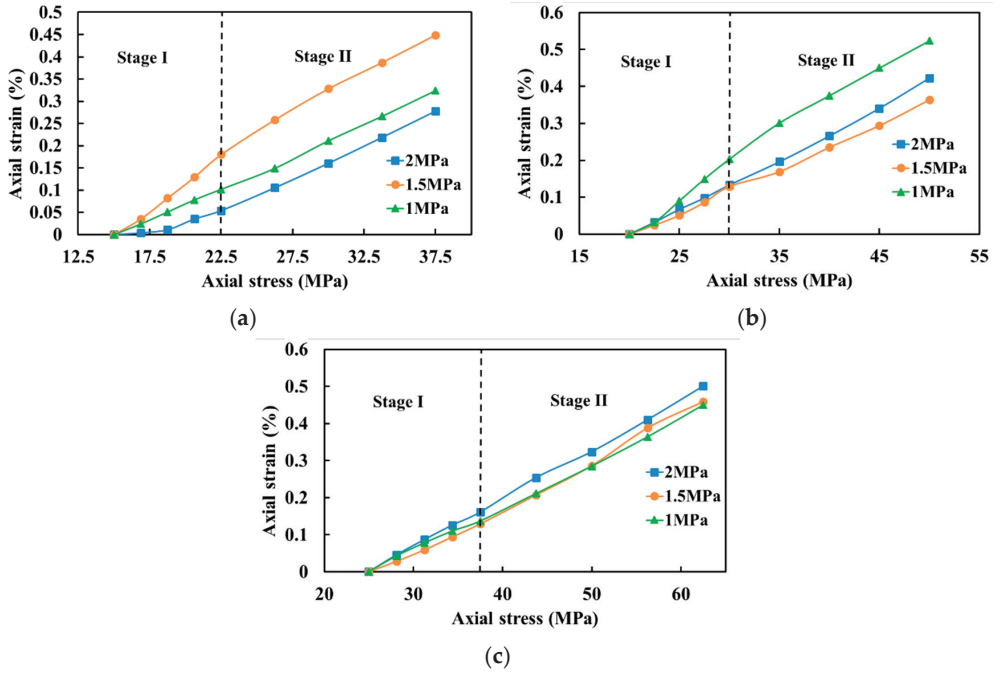 0.5
0.45
0.4
0.35
0.3
0.25
0.2
0.15
0.1
0.05
0
Axial strain (%)
Stage I
Stage II
2MPa
1.5MPa
1MPa
12.5 17.5 22.5 27.5 32.5 37.5
Axial stress (MPa)
(a)
0.6
0.5
0.4
0.3
0.2
0.1
0
Axial strain (%)
Stage I
Stage II
2MPa
1.5MPa
1MPa
15 25 35 45 55
Axial stress (MPa)
(b)
0.6
0.5
0.4
0.3
0.2
0.1
0
Axial strain (%)
Stage I
Stage II
2MPa
1.5MPa
1MPa
20 30 40 50 60
Axial stress (MPa)
(c)